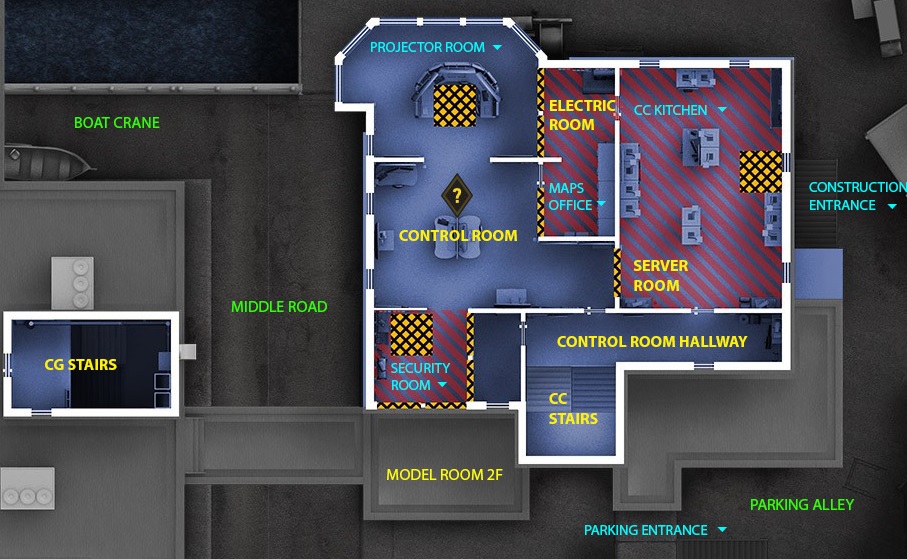 PROJECTOR ROOM
BOAT CRANE
ELECTRIC
ROOM
CC KITCHEN
MAPS
OFFICE
CONSTRUCTION
ENTRANCE
?
CONTROL ROOM
SERVER
ROOM
MIDDLE ROAD
CONTROL ROOM HALLWAY
CG STAIRS
SECURITY
ROOM
CC
STAIRS
MODEL ROOM 2F
PARKING ALLEY
PARKING ENTRANCE